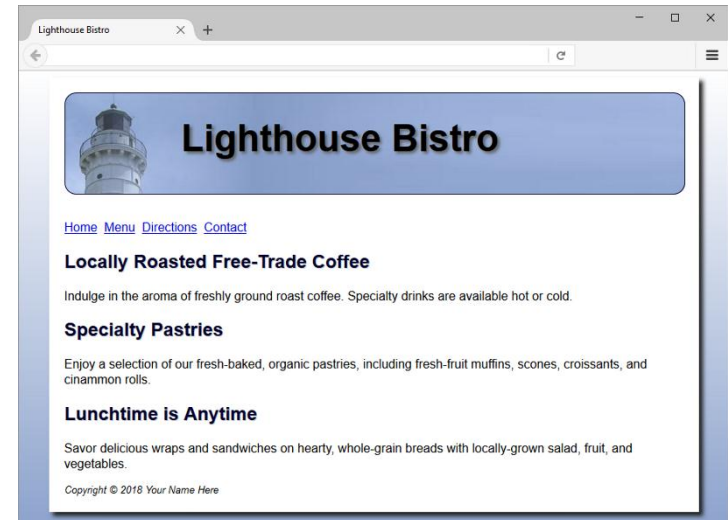 Lighthouse Bistro
Lighthouse Bistro
Home Menu Directions Contact
Locally Roasted Free-Trade Coffee
Indulge in the aroma of freshly ground roast coffee. Specialty drinks are available hot or cold.
Specialty Pastries
Enjoy a selection of our fresh-baked, organic pastries, including fresh-fruit muffins, scones, croissants, and
cinammon rolls.
Lunchtime is Anytime
Savor delicious wraps and sandwiches on hearty, whole-grain breads with locally-grown salad, fruit, and
vegetables.
Copyright © 2018 Your Name Here